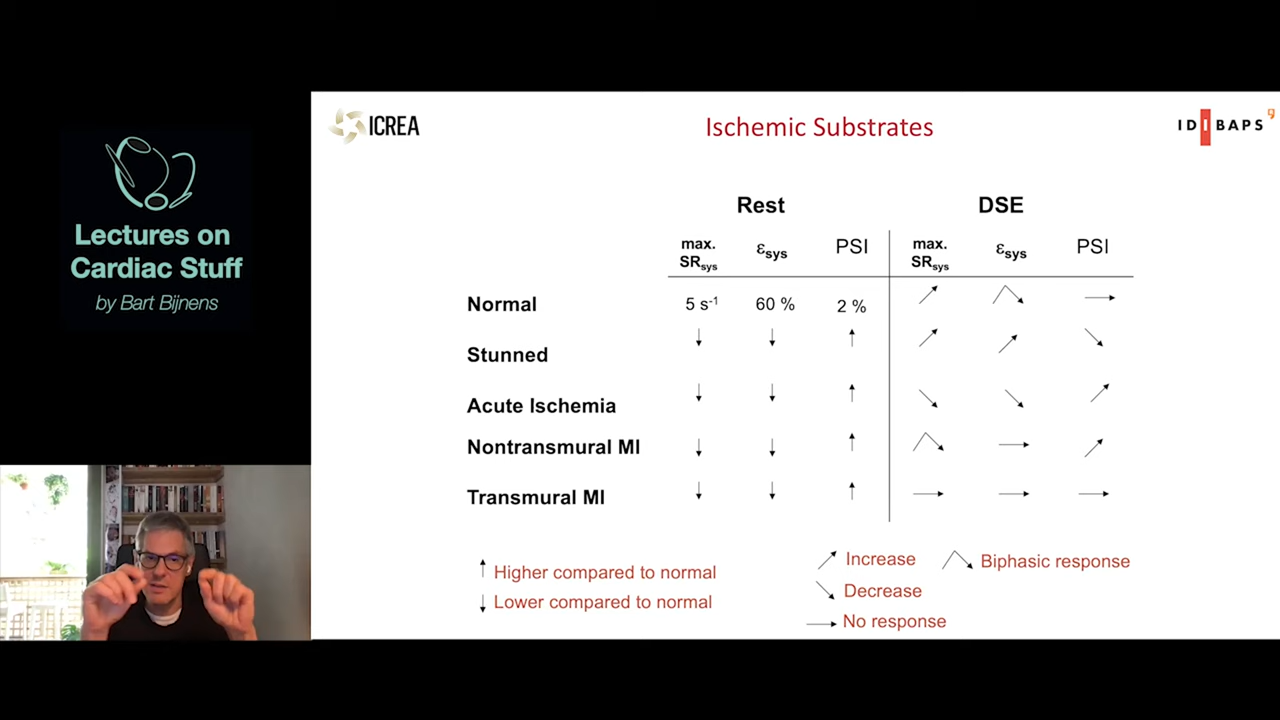 Lectures on
Cardiac Stuff
by Bart Bijnens
ICREA
Ischemic Substrates
IDIBAPS
Rest DSE
max. SRsys εsys PSI max. SRsys εsys PSI
Normal 5 s-1 60 % 2 % ↗ → 
Stunned ↓ ↓ ↑ ↗ ↗ ↘
Acute Ischemia ↓ ↓ ↑ ↘ ↘ ↗
Nontransmural MI ↓ ↓ ↑ → ↗
Transmural MI ↓ ↓ ↑ → → →
↑ Higher compared to normal
↓ Lower compared to normal
↗ Increase
Biphasic response
↘ Decrease
→ No response